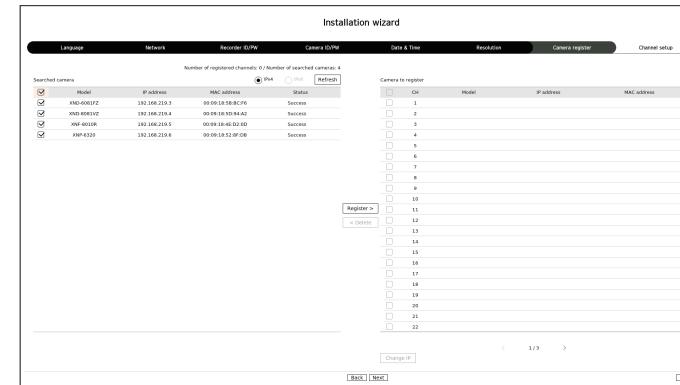 Installation wizard
Language Network Recorder ID/PW Camera ID/PW Date & Time Resolution Camera register Channel setup
Number of registered channels: 0 / Number of searched cameras: 4
Searched camera IPv4 IPv6 Refresh Camera to register
Model IP address MAC address Status CH Model IP address MAC address
XND-6081FZ 192.168.219.3 00:09:18:5B:BC:F6 Success 1
XND-8081VZ 192.168.219.4 00:09:18:5D:94:A2 Success 2
XNF-8010R 192.168.219.5 00:09:18:4E:D2:0D Success 3
XNP-6320 192.168.219.6 00:09:18:52:8F:DB Success 4
5
6
7
8
9
10
Register > 11
< Delete 12
13
14
15
16
17
18
19
20
21
22
< 1 / 3 >
Change IP
Back Next